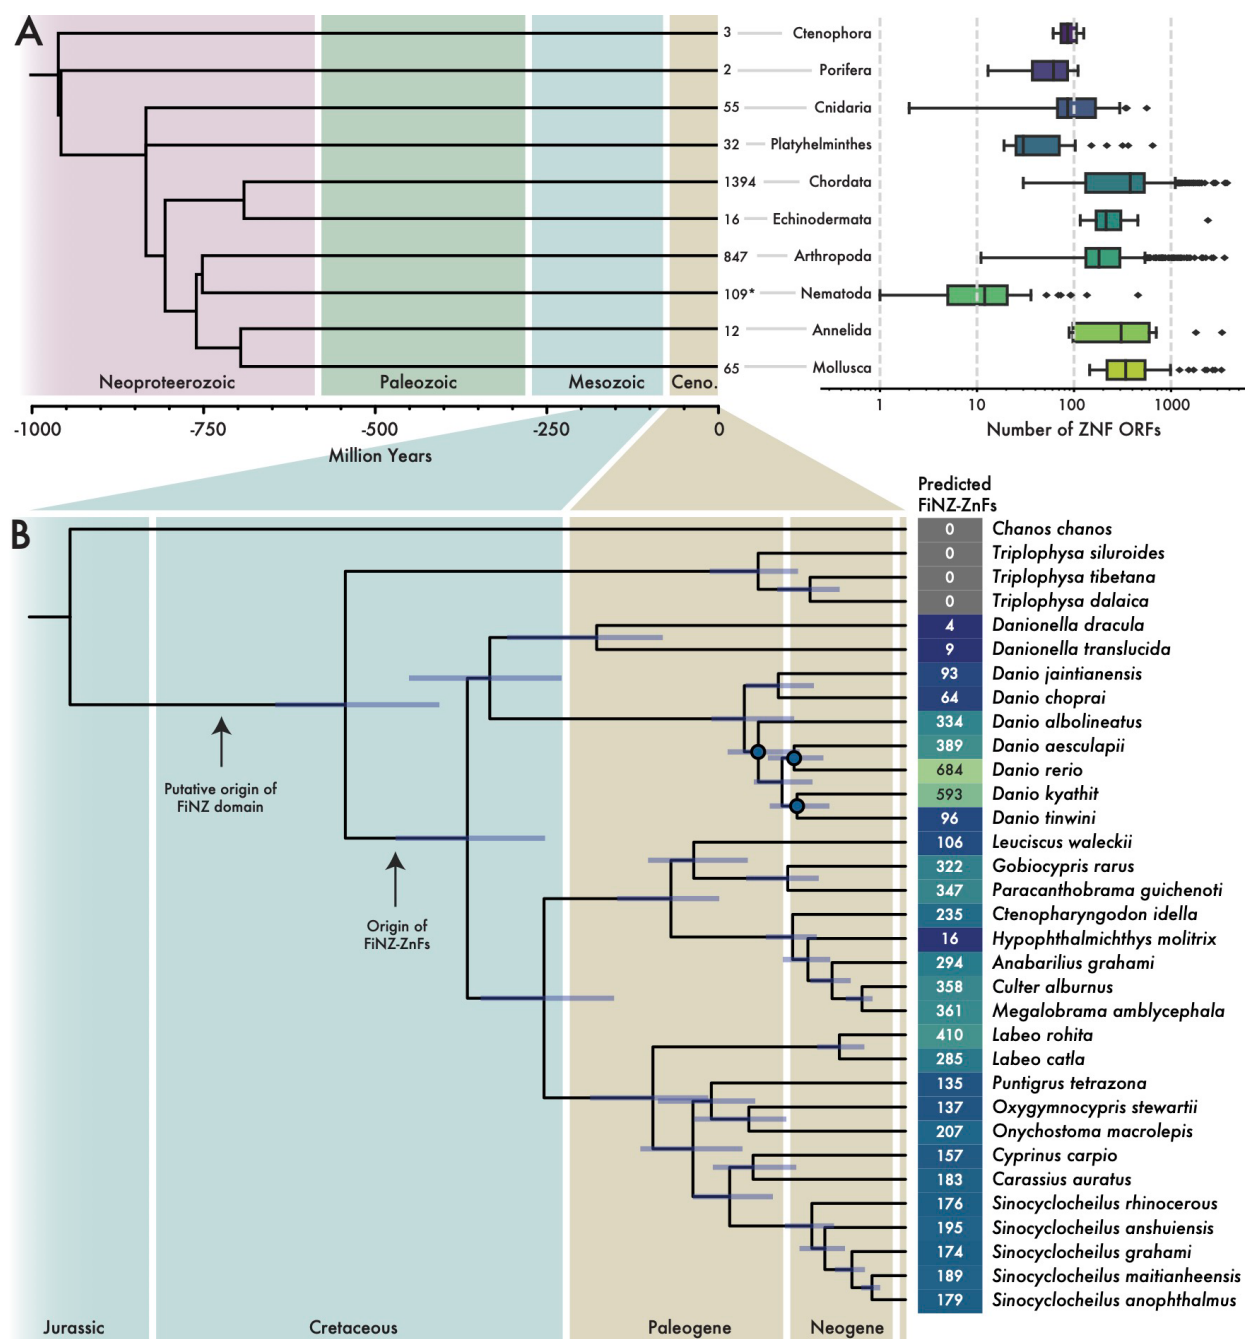 A
3 Ctenophora
2 Porifera
55 Cnidaria
32 Platyhelminthes
1394 Chordata
16 Echinodermata
847 Arthropoda
109* Nematoda
12 Annelida
65 Mollusca
Neoproteerozoic Paleozoic Mesozoic Ceno.
-1000 -750 -500 -250 0
Million Years
1 10 100 1000
Number of ZNF ORFs
B
Predicted
FiNZ-ZnFs
0 Chanos chanos
0 Triplophysa siluroides
0 Triplophysa tibetana
0 Triplophysa dalaica
4 Danionella dracula
9 Danionella translucida
93 Danio jaintianensis
64 Danio choprai
334 Danio albolineatus
389 Danio aesculapii
684 Danio rerio
593 Danio kyathit
96 Danio tinwini
106 Leuciscus waleckii
322 Gobiocypris rarus
347 Paracanthobrama guichenoti
235 Ctenopharyngodon idella
16 Hypophthalmichthys molitrix
294 Anabarilius grahami
358 Culter alburnus
361 Megalobrama amblycephala
410 Labeo rohita
285 Labeo catla
135 Puntigrus tetrazona
137 Oxygymnocypris stewartii
207 Onychostoma macrolepis
157 Cyprinus carpio
183 Carassius auratus
176 Sinocyclocheilus rhinocerous
195 Sinocyclocheilus anshuiensis
174 Sinocyclocheilus grahami
189 Sinocyclocheilus maitianheensis
179 Sinocyclocheilus anophthalmus
Putative origin of
FiNZ domain
Origin of
FiNZ-ZnFs
Jurassic Cretaceous Paleogene Neogene